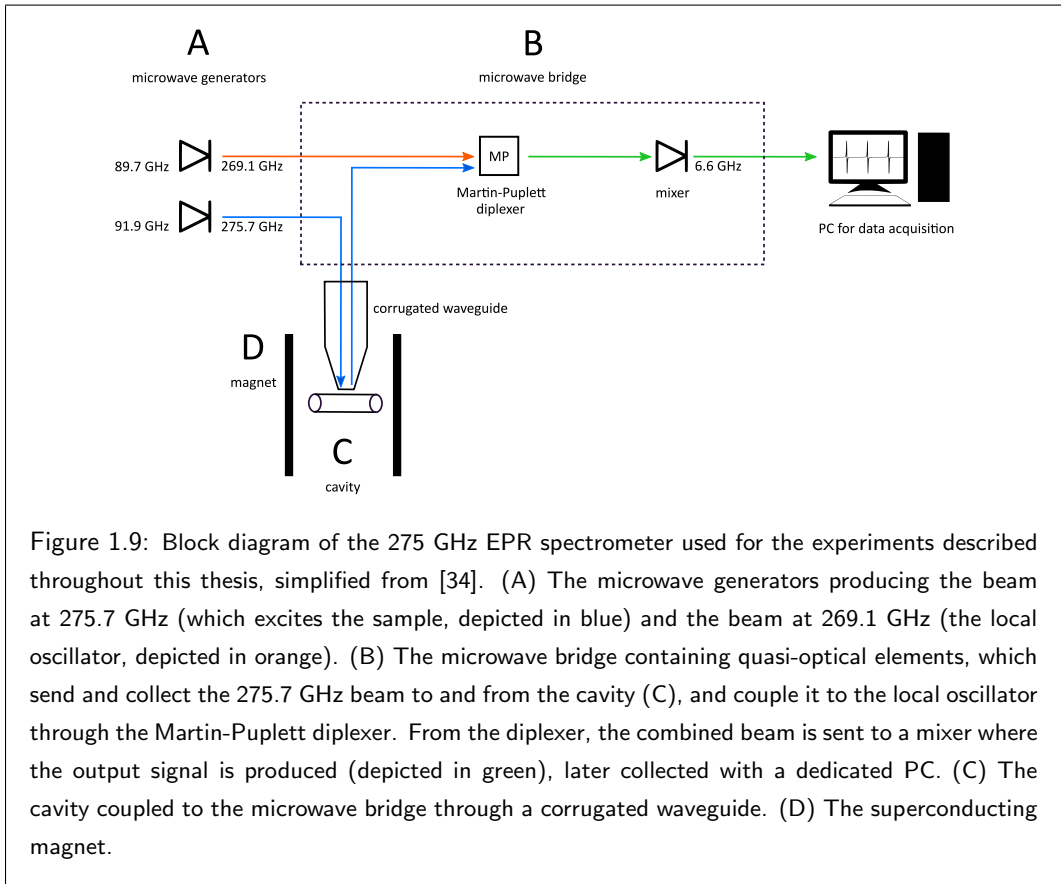 A
microwave generators
B
microwave bridge
89.7 GHz
269.1 GHz
MP
Martin-Puplett
diplexer
mixer
6.6 GHz
PC for data acquisition
91.9 GHz
275.7 GHz
corrugated waveguide
D
magnet
C
cavity
Figure 1.9: Block diagram of the 275 GHz EPR spectrometer used for the experiments described
throughout this thesis, simplified from [34]. (A) The microwave generators producing the beam
at 275.7 GHz (which excites the sample, depicted in blue) and the beam at 269.1 GHz (the local
oscillator, depicted in orange). (B) The microwave bridge containing quasi-optical elements, which
send and collect the 275.7 GHz beam to and from the cavity (C), and couple it to the local oscillator
through the Martin-Puplett diplexer. From the diplexer, the combined beam is sent to a mixer where
the output signal is produced (depicted in green), later collected with a dedicated PC. (C) The
cavity coupled to the microwave bridge through a corrugated waveguide. (D) The superconducting
magnet.